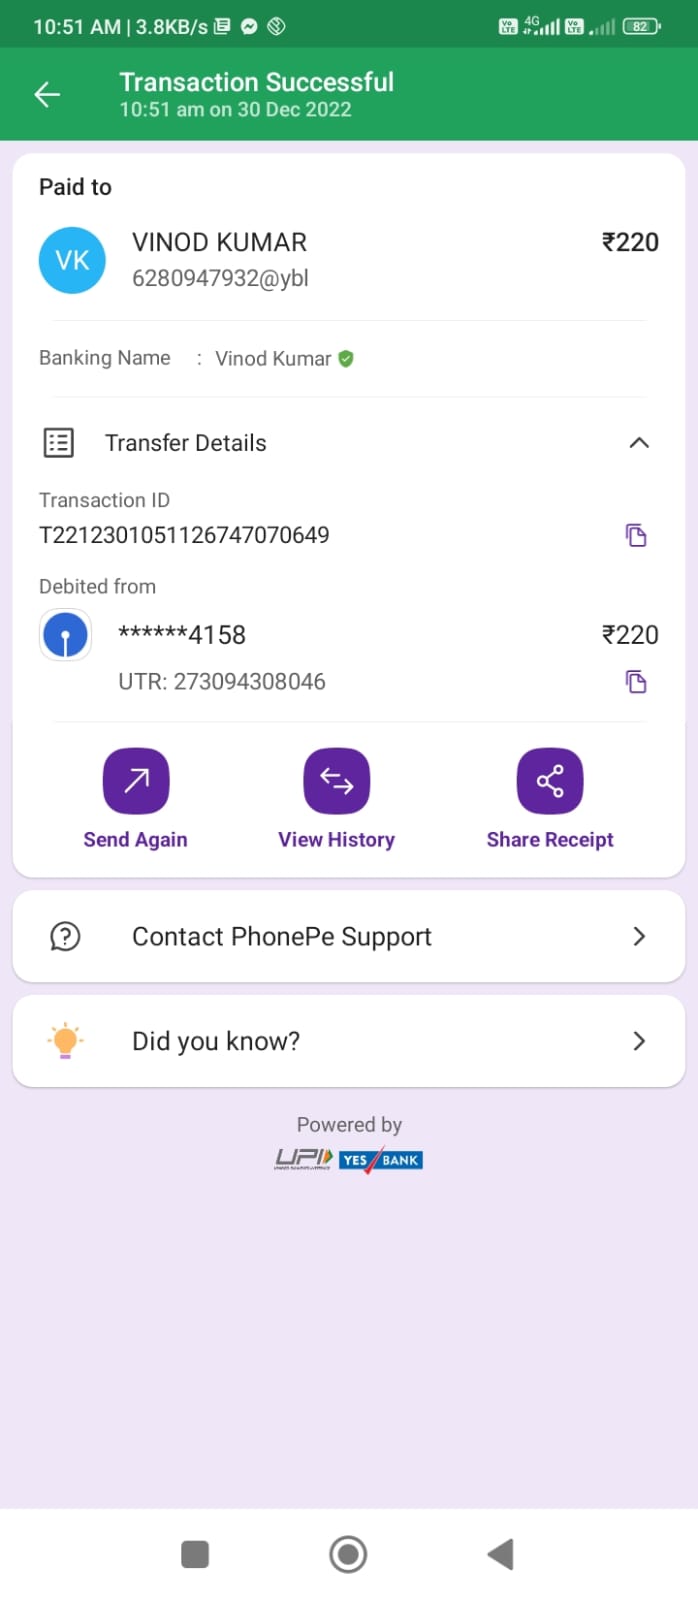 10:51 AM | 3.8KB/s 4G 82
Transaction Successful
10:51 am on 30 Dec 2022
Paid to
VK VINOD KUMAR ₹220
6280947932@ybl
Banking Name : Vinod Kumar
Transfer Details
Transaction ID
T2212301051126747070649
Debited from
******4158 ₹220
UTR: 273094308046
Send Again View History Share Receipt
Contact PhonePe Support
Did you know?
Powered by
UPI YES BANK